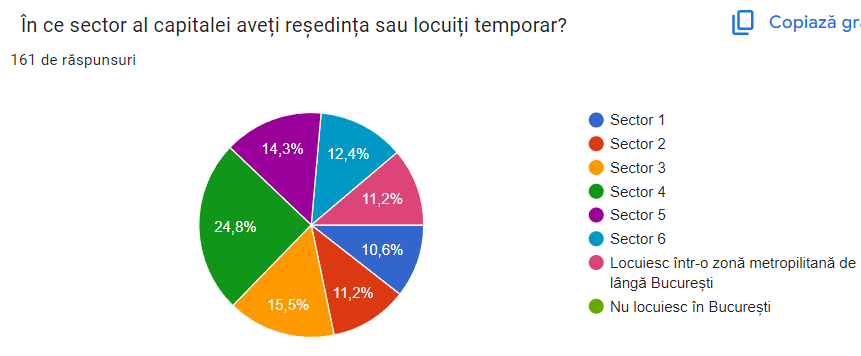 În ce sector al capitalei aveți reședința sau locuiți temporar?
Copiază gra
161 de răspunsuri
14,3%
12,4%
11,2%
24,8%
10,6%
11,2%
15,5%
Sector 1
Sector 2
Sector 3
Sector 4
Sector 5
Sector 6
Locuiesc într-o zonă metropilitană de
lângă București
Nu locuiesc în București